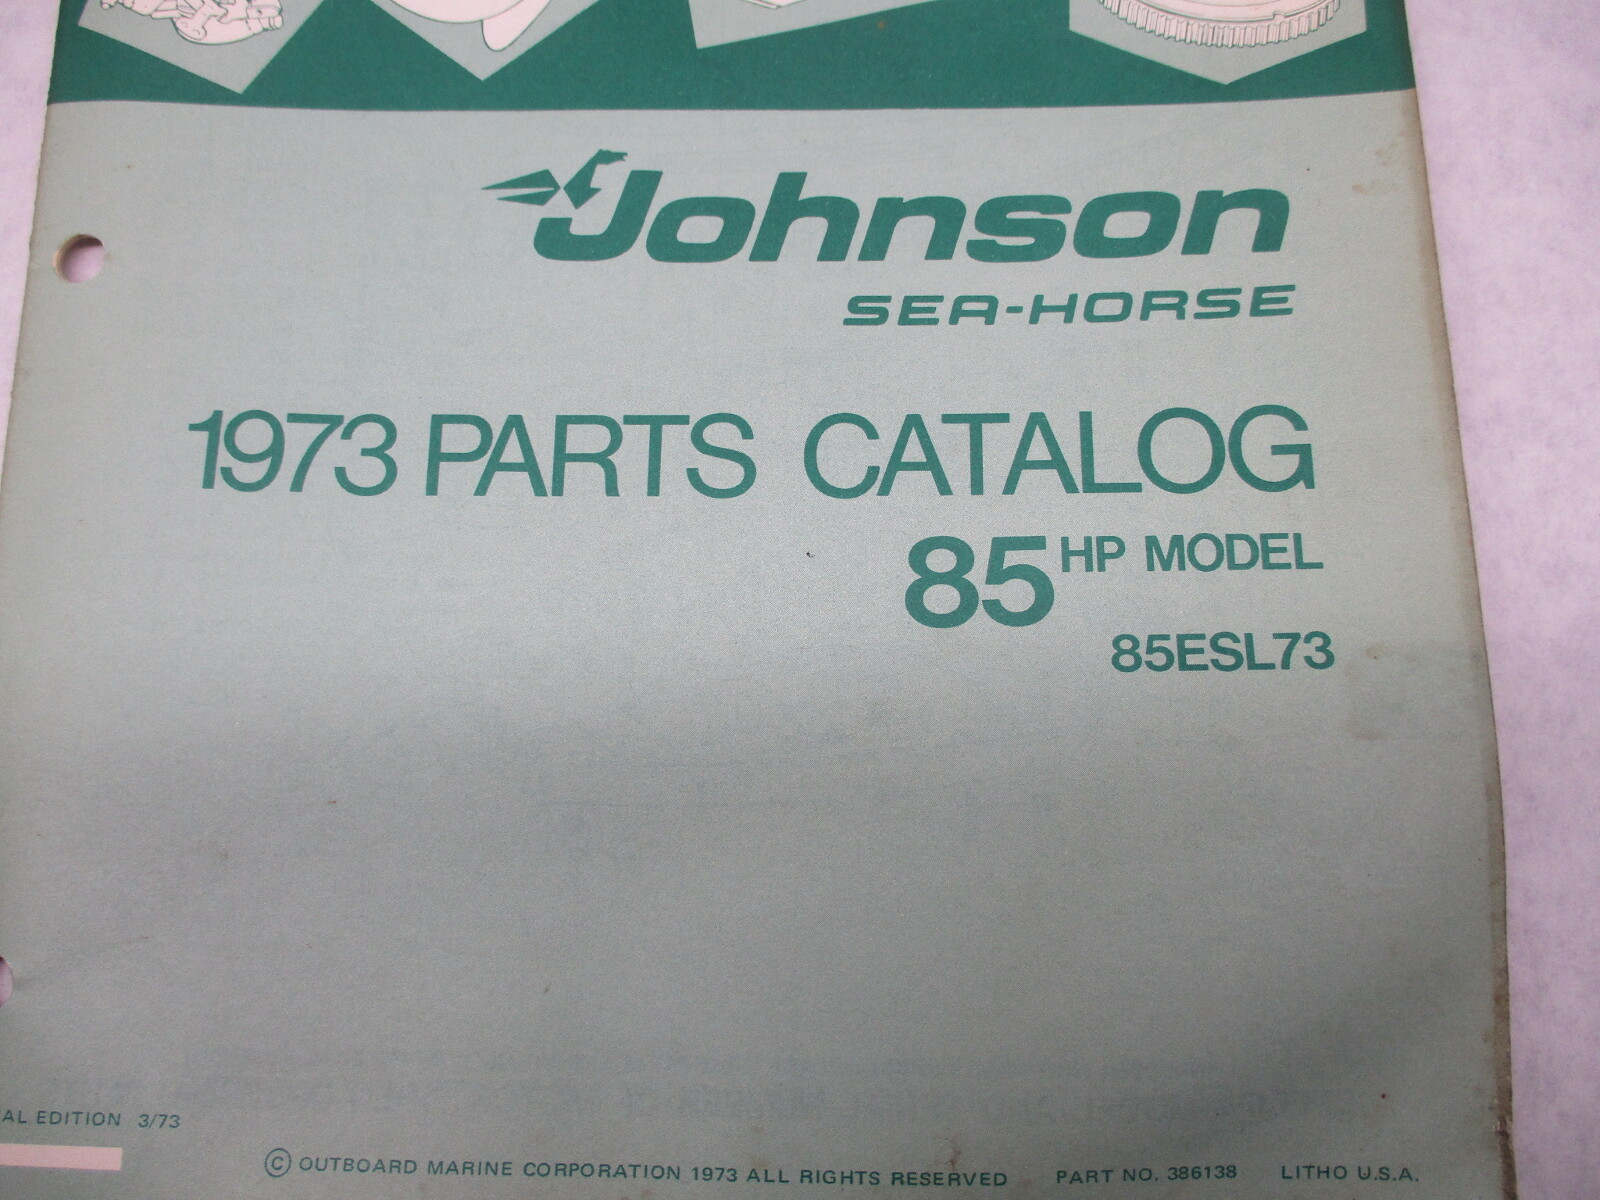 Johnson
SEA-HORSE
1973 PARTS CATALOG
85 HP MODEL
85ESL73
AL EDITION 3/73
© OUTBOARD MARINE CORPORATION 1973 ALL RIGHTS RESERVED PART NO. 386138 LITHO U.S.A.